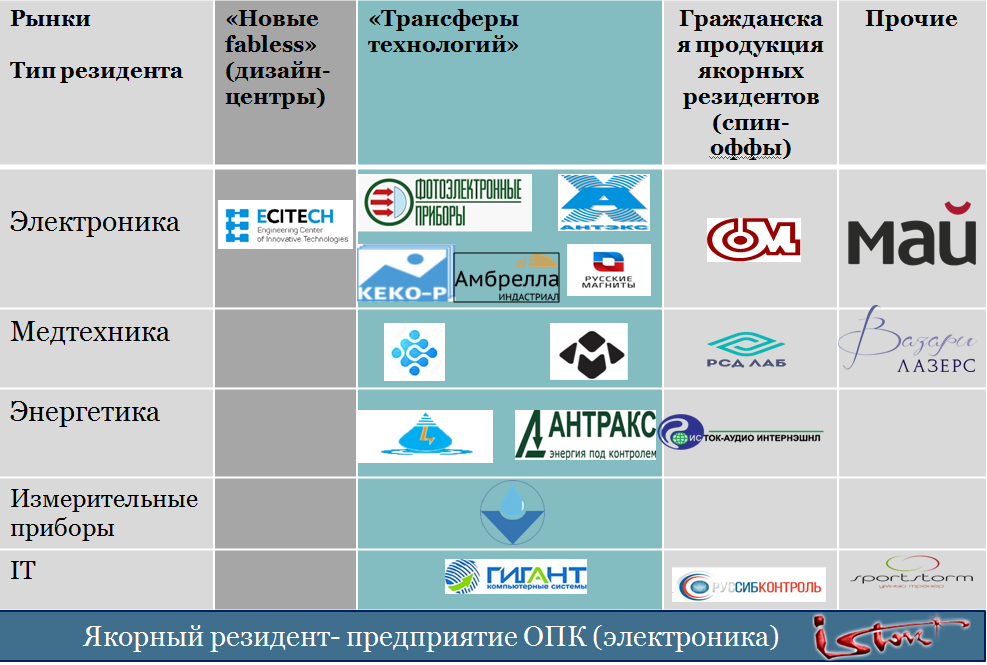 Рынки
Тип резидента
«Новые
fabless»
(дизайн-
центры)
«Трансферы
технологий»
Гражданска
я продукция
якорных
резидентов
(спин-
оффы)
Прочие
Электроника
ECITECH
Engineering Center
of Innovative Technologies
ФОТОЭЛЕКТРОННЫЕ
ПРИБОРЫ
АНТЭКС
КЕКО-Р
Амбрелла
ИНДАСТРИАЛ
РУССКИЕ
МАГНИТЫ
май
Медтехника
РСД ЛАБ
Вазари
ЛАЗЕРС
Энергетика
АНТРАКС
энергия под контролем
ИСТОК-АУДИО ИНТЕРНЭШНЛ
Измерительные
приборы
IT
ГИГАНТ
компьютерные системы
РУССИБКОНТРОЛЬ
sportstorm
Якорный резидент- предприятие ОПК (электроника)
istok